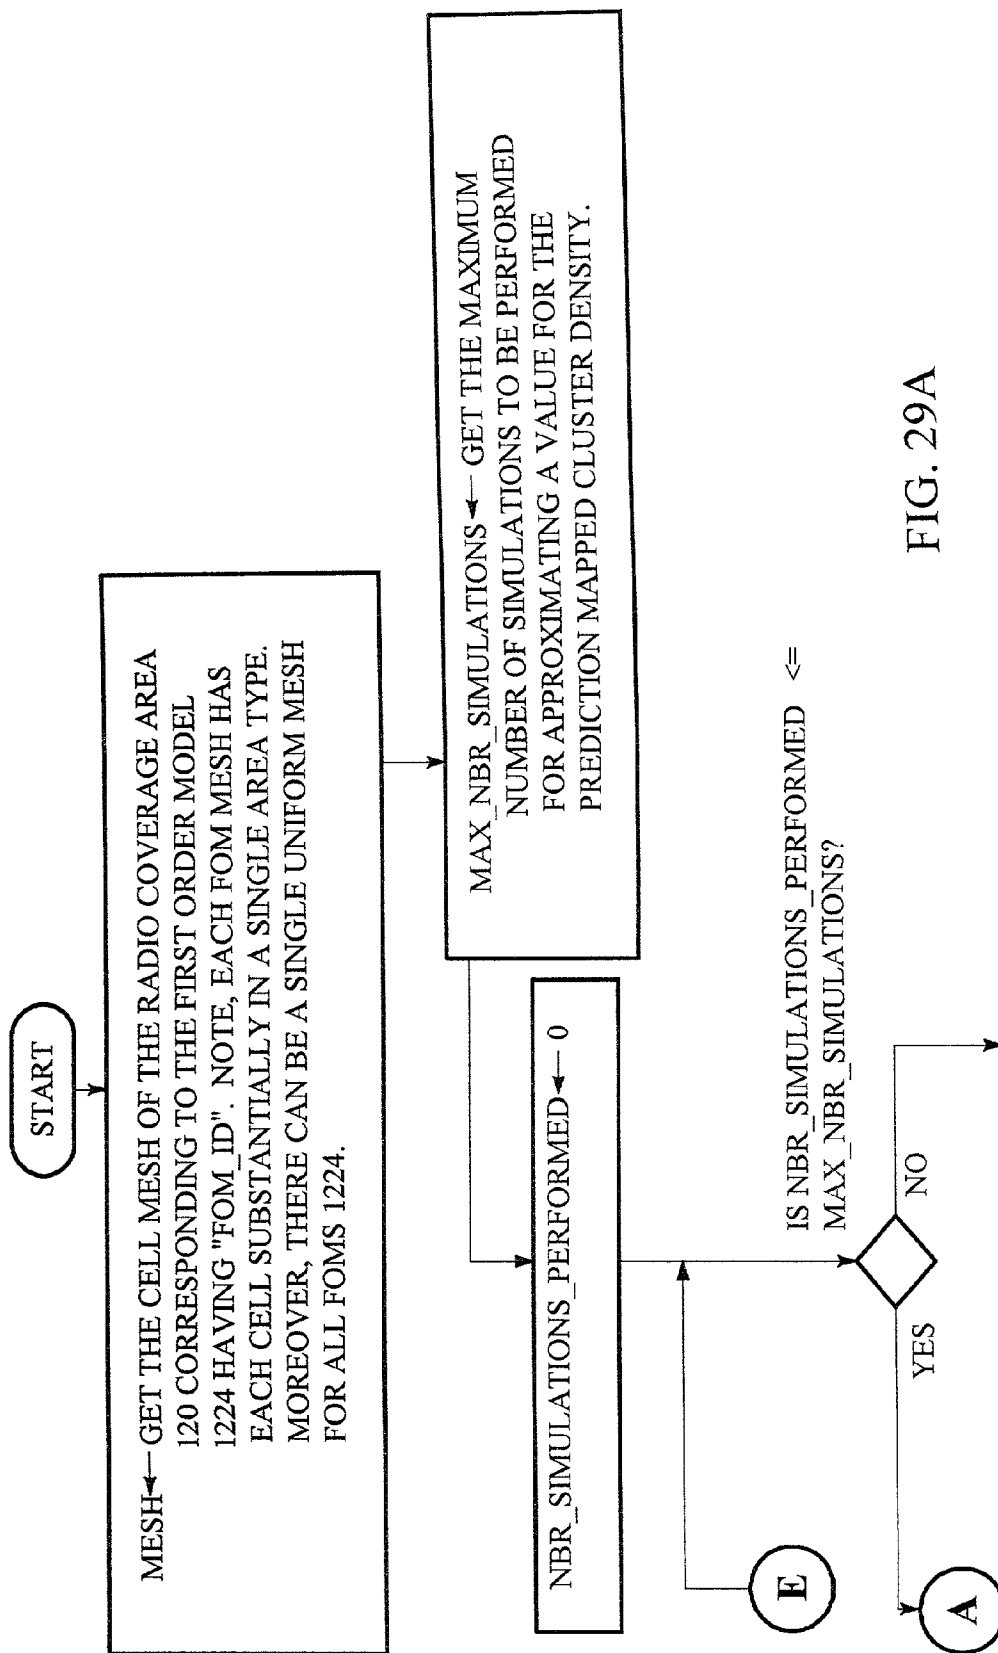 START
MESH← GET THE CELL MESH OF THE RADIO COVERAGE AREA
120 CORRESPONDING TO THE FIRST ORDER MODEL
1224 HAVING "FOM_ID". NOTE, EACH FOM MESH HAS
EACH CELL SUBSTANTIALLY IN A SINGLE AREA TYPE.
MOREOVER, THERE CAN BE A SINGLE UNIFORM MESH
FOR ALL FOMS 1224.
MAX_NBR_SIMULATIONS← GET THE MAXIMUM
NUMBER OF SIMULATIONS TO BE PERFORMED
FOR APPROXIMATING A VALUE FOR THE
PREDICTION MAPPED CLUSTER DENSITY.
NBR_SIMULATIONS_PERFORMED← 0
E
IS NBR_SIMULATIONS_PERFORMED <=
MAX_NBR_SIMULATIONS?
YES
NO
A
FIG. 29A